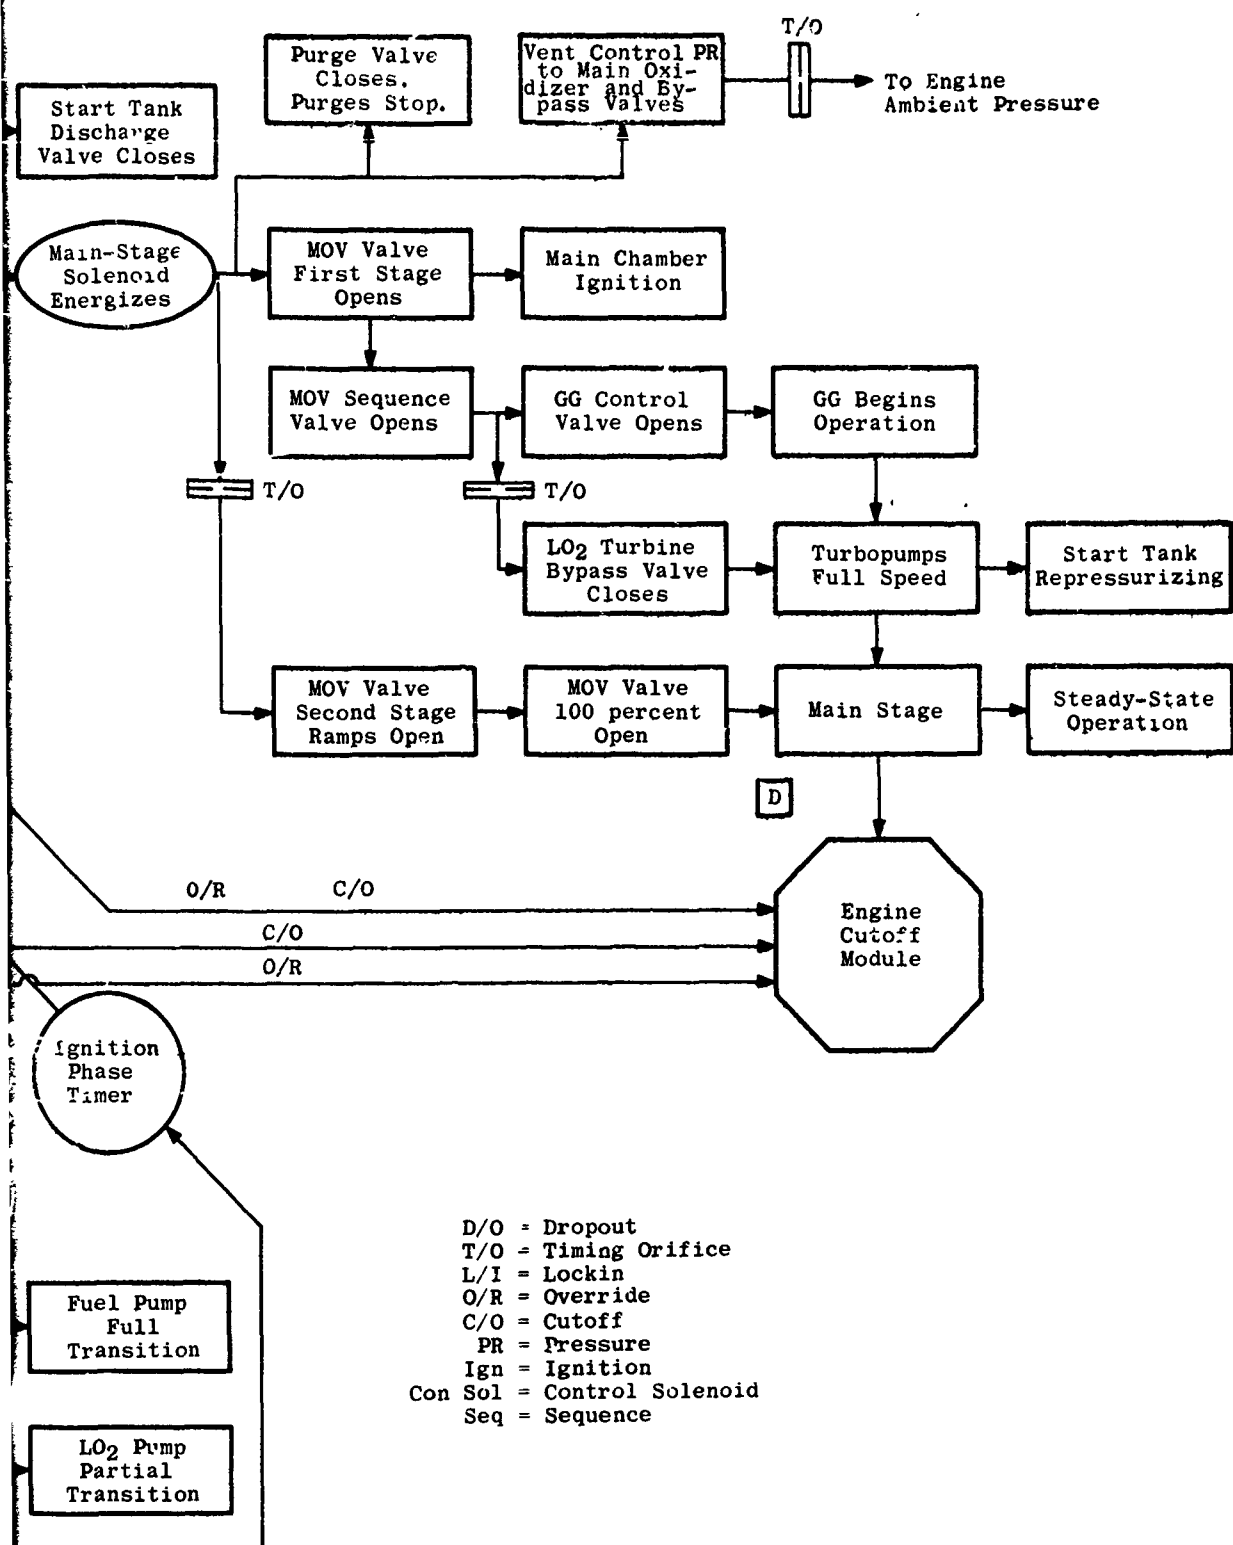 T/O
Purge Valve
Closes.
Purges Stop.
Vent Control PR
to Main Oxi-
dizer and By-
pass Valves
To Engine
Ambient Pressure
Start Tank
Discharge
Valve Closes
Main-Stage
Solenoid
Energizes
MOV Valve
First Stage
Opens
Main Chamber
Ignition
MOV Sequence
Valve Opens
GG Control
Valve Opens
GG Begins
Operation
T/O
T/O
LO2 Turbine
Bypass Valve
Closes
Turbopumps
Full Speed
Start Tank
Repressurizing
MOV Valve
Second Stage
Ramps Open
MOV Valve
100 percent
Open
Main Stage
Steady-State
Operation
D
O/R C/O
C/O
O/R
Engine
Cutoff
Module
Ignition
Phase
Timer
D/O = Dropout
T/O = Timing Orifice
L/I = Lockin
O/R = Override
C/O = Cutoff
PR = Pressure
Ign = Ignition
Con Sol = Control Solenoid
Seq = Sequence
Fuel Pump
Full
Transition
LO2 Pump
Partial
Transition